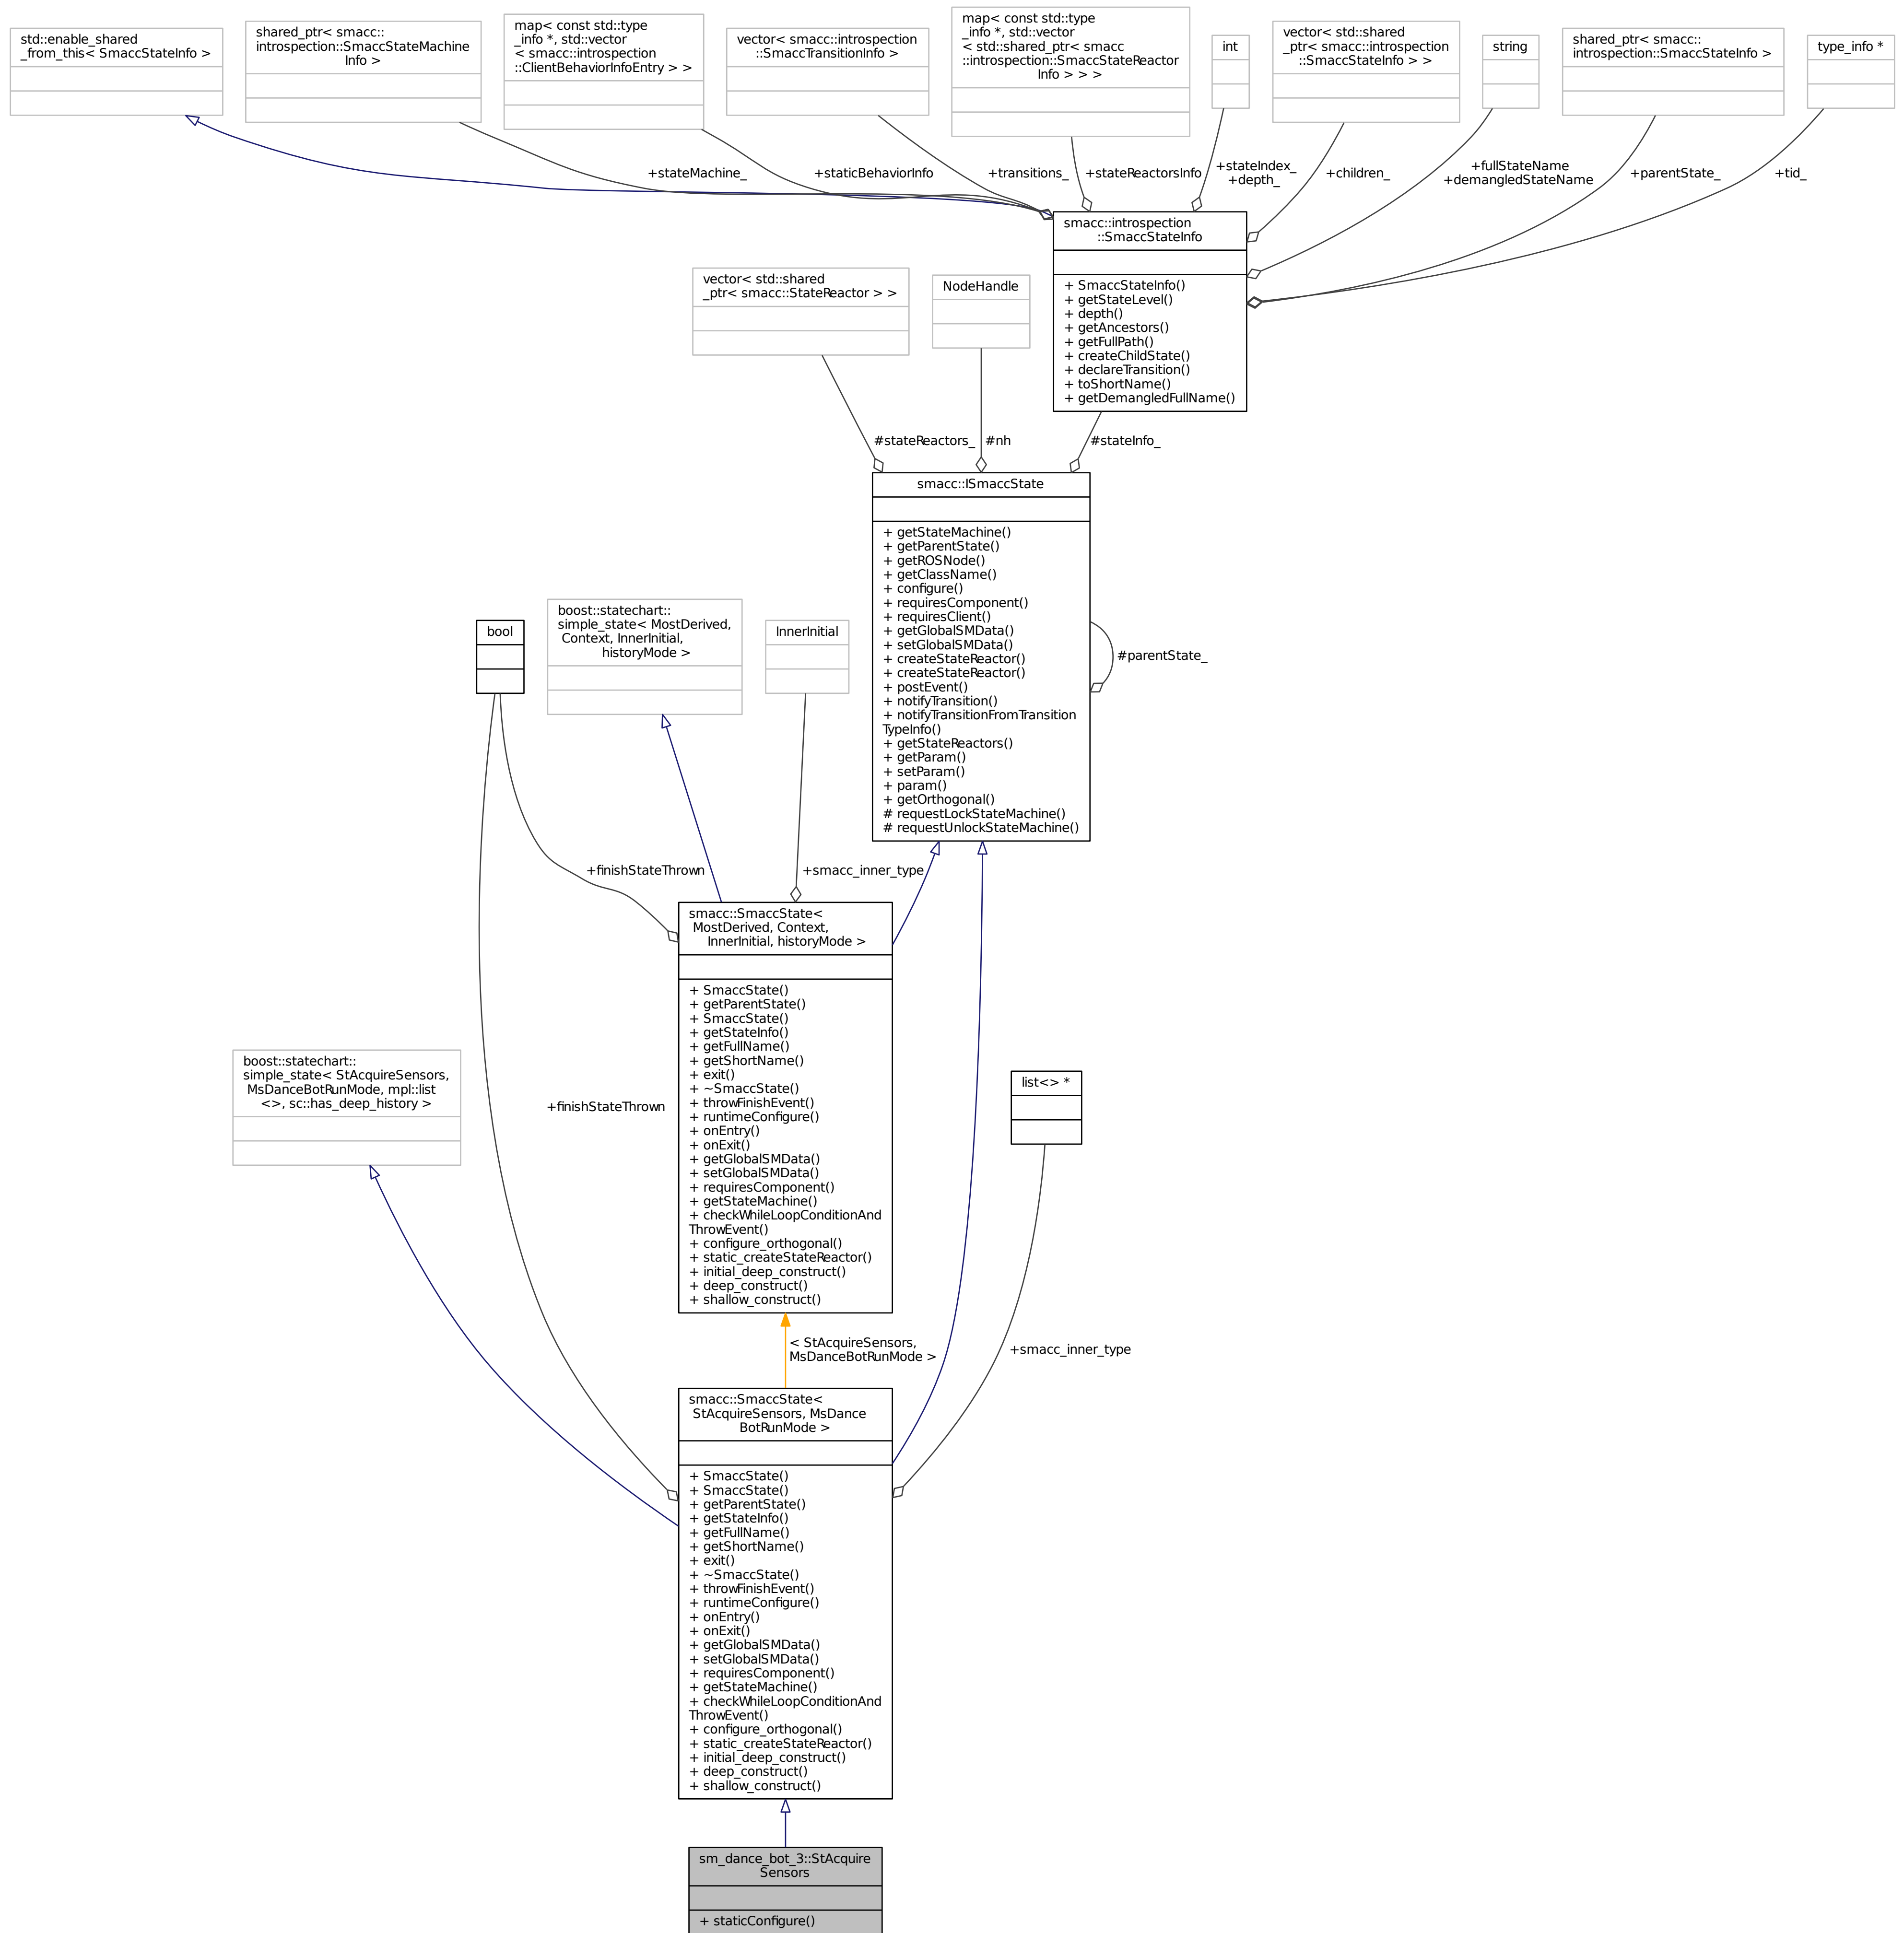 std::enable_shared
_from_this< SmaccStateInfo >
shared_ptr< smacc::
introspection::SmaccStateMachine
Info >
map< const std::type
_info *, std::vector
< smacc::introspection
::ClientBehaviorInfoEntry > >
vector< smacc::introspection
::SmaccTransitionInfo >
map< const std::type
_info *, std::vector
< std::shared_ptr< smacc
::introspection::SmaccStateReactor
Info > > >
int
vector< std::shared
_ptr< smacc::introspection
::SmaccStateInfo > >
string
shared_ptr< smacc::
introspection::SmaccStateInfo >
type_info *
+stateMachine_
+staticBehaviorInfo
+transitions_
+stateReactorsInfo
+stateIndex_
+depth_
+children_
+fullStateName
+demangledStateName
+parentState_
+tid_
smacc::introspection
::SmaccStateInfo
+ SmaccStateInfo()
+ getStateLevel()
+ depth()
+ getAncestors()
+ getFullPath()
+ createChildState()
+ declareTransition()
+ toShortName()
+ getDemangledFullName()
vector< std::shared
_ptr< smacc::StateReactor > >
NodeHandle
#stateReactors_
#nh
#stateInfo_
smacc::ISmaccState
+ getStateMachine()
+ getParentState()
+ getROSNode()
+ getClassName()
+ configure()
+ requiresComponent()
+ requiresClient()
+ getGlobalSMData()
+ setGlobalSMData()
+ createStateReactor()
+ createStateReactor()
+ postEvent()
+ notifyTransition()
+ notifyTransitionFromTransition
TypeInfo()
+ getStateReactors()
+ getParam()
+ setParam()
+ param()
+ getOrthogonal()
# requestLockStateMachine()
# requestUnlockStateMachine()
#parentState_
bool
boost::statechart::
simple_state< MostDerived,
Context, InnerInitial,
historyMode >
InnerInitial
+finishStateThrown
+smacc_inner_type
smacc::SmaccState<
MostDerived, Context,
InnerInitial, historyMode >
+ SmaccState()
+ getParentState()
+ SmaccState()
+ getStateInfo()
+ getFullName()
+ getShortName()
+ exit()
+ ~SmaccState()
+ throwFinishEvent()
+ runtimeConfigure()
+ onEntry()
+ onExit()
+ getGlobalSMData()
+ setGlobalSMData()
+ requiresComponent()
+ getStateMachine()
+ checkWhileLoopConditionAnd
ThrowEvent()
+ configure_orthogonal()
+ static_createStateReactor()
+ initial_deep_construct()
+ deep_construct()
+ shallow_construct()
boost::statechart::
simple_state< StAcquireSensors,
MsDanceBotRunMode, mpl::list
<>, sc::has_deep_history >
+finishStateThrown
list<> *
< StAcquireSensors,
MsDanceBotRunMode >
+smacc_inner_type
smacc::SmaccState<
StAcquireSensors, MsDance
BotRunMode >
+ SmaccState()
+ SmaccState()
+ getParentState()
+ getStateInfo()
+ getFullName()
+ getShortName()
+ exit()
+ ~SmaccState()
+ throwFinishEvent()
+ runtimeConfigure()
+ onEntry()
+ onExit()
+ getGlobalSMData()
+ setGlobalSMData()
+ requiresComponent()
+ getStateMachine()
+ checkWhileLoopConditionAnd
ThrowEvent()
+ configure_orthogonal()
+ static_createStateReactor()
+ initial_deep_construct()
+ deep_construct()
+ shallow_construct()
sm_dance_bot_3::StAcquire
Sensors
+ staticConfigure()